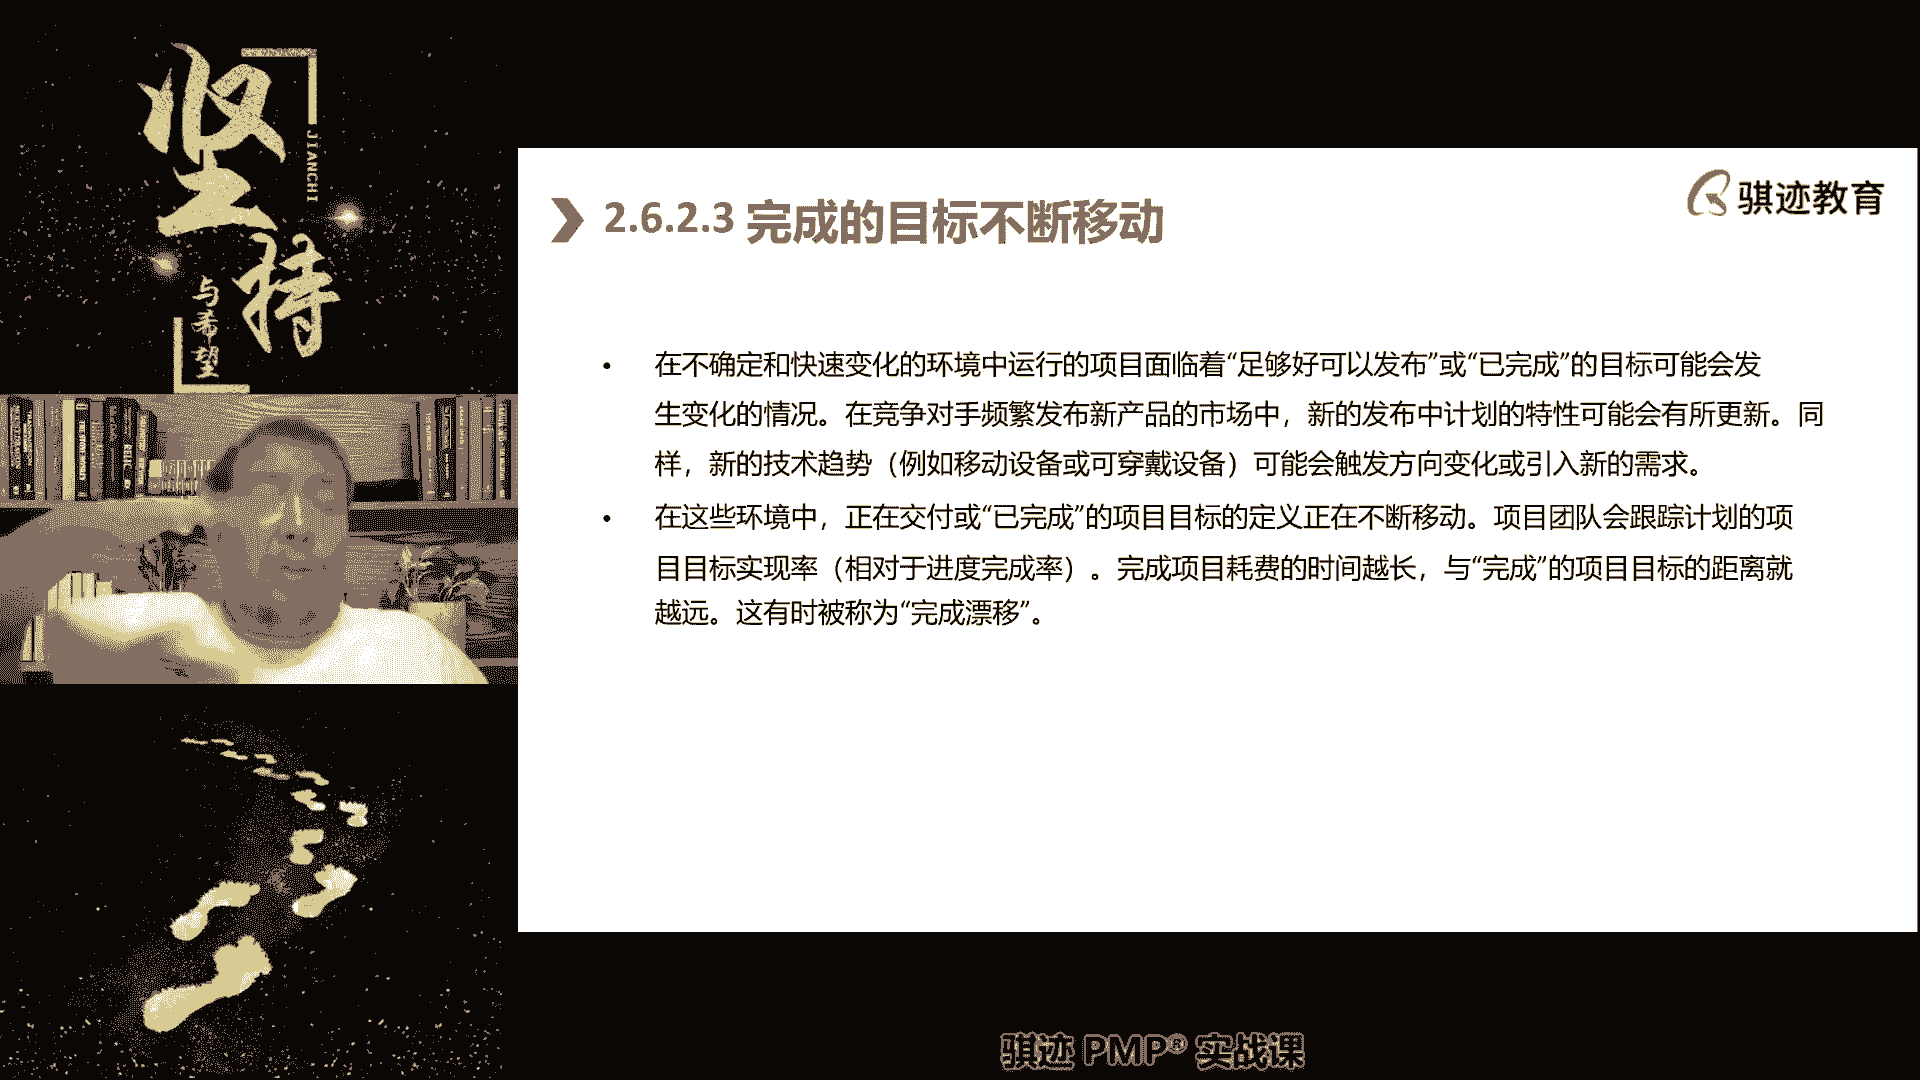 坚持
JIANCHI
与希望
骐迹教育
2.6.2.3 完成的目标不断移动
• 在不确定和快速变化的环境中运行的项目面临着“足够好可以发布”或“已完成”的目标可能会发
生变化的情况。在竞争对手频繁发布新产品的市场中，新的发布中计划的特性可能会有所更新。同
样，新的技术趋势（例如移动设备或可穿戴设备）可能会触发方向变化或引入新的需求。
• 在这些环境中，正在交付或“已完成”的项目目标的定义正在不断移动。项目团队会跟踪计划的项
目目标实现率（相对于进度完成率）。完成项目耗费的时间越长，与“完成”的项目目标的距离就
越远。这有时被称为“完成漂移”。
骐迹 PMP® 实战课